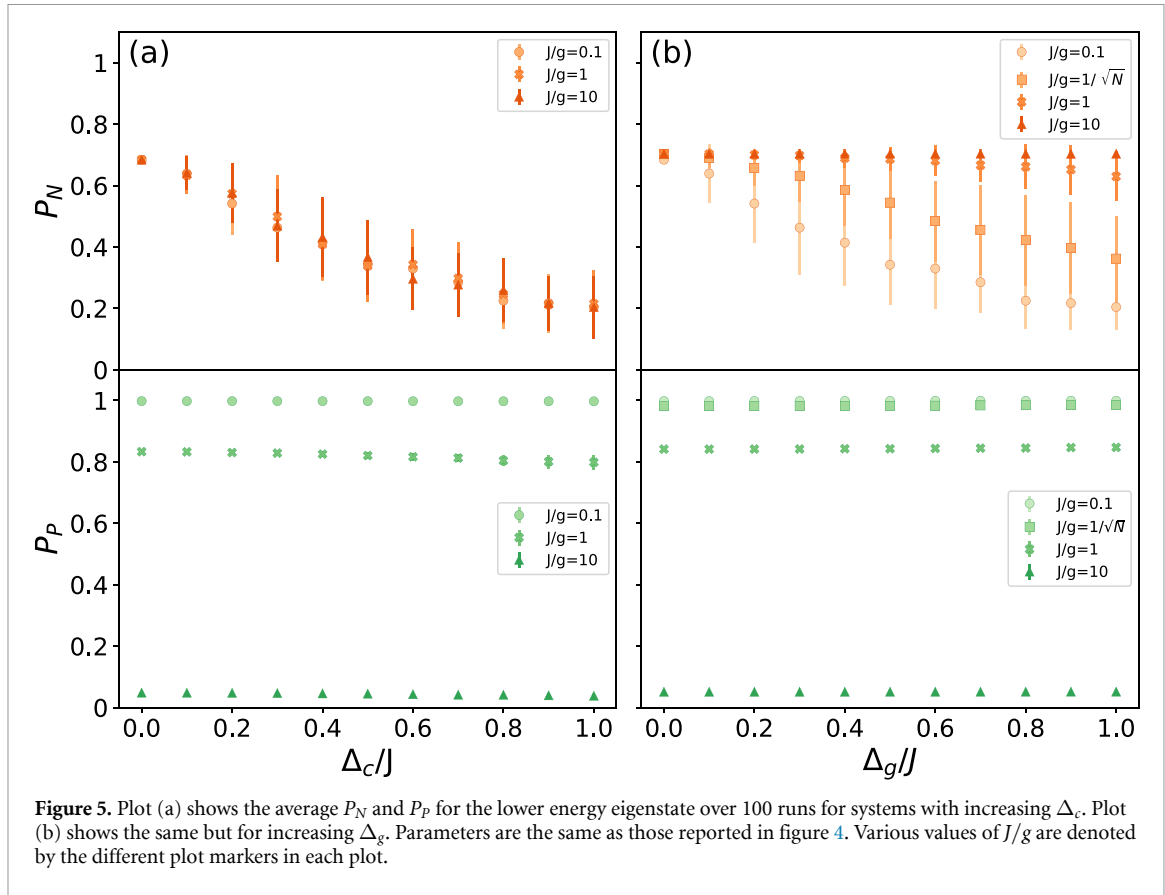 (a)
J/g=0.1
J/g=1
J/g=10
1
0.8
0.6
0.4
0.2
0
P_N
(b)
J/g=0.1
J/g=1/ √N
J/g=1
J/g=10
1
0.8
0.6
0.4
0.2
0
P_P
J/g=0.1
J/g=1
J/g=10
J/g=0.1
J/g=1/√N
J/g=1
J/g=10
0.0 0.2 0.4 0.6 0.8 1.0
Δ_c/J
0.0 0.2 0.4 0.6 0.8 1.0
Δ_g/J
Figure 5. Plot (a) shows the average P_N and P_P for the lower energy eigenstate over 100 runs for systems with increasing Δ_c. Plot
(b) shows the same but for increasing Δ_g. Parameters are the same as those reported in figure 4. Various values of J/g are denoted
by the different plot markers in each plot.